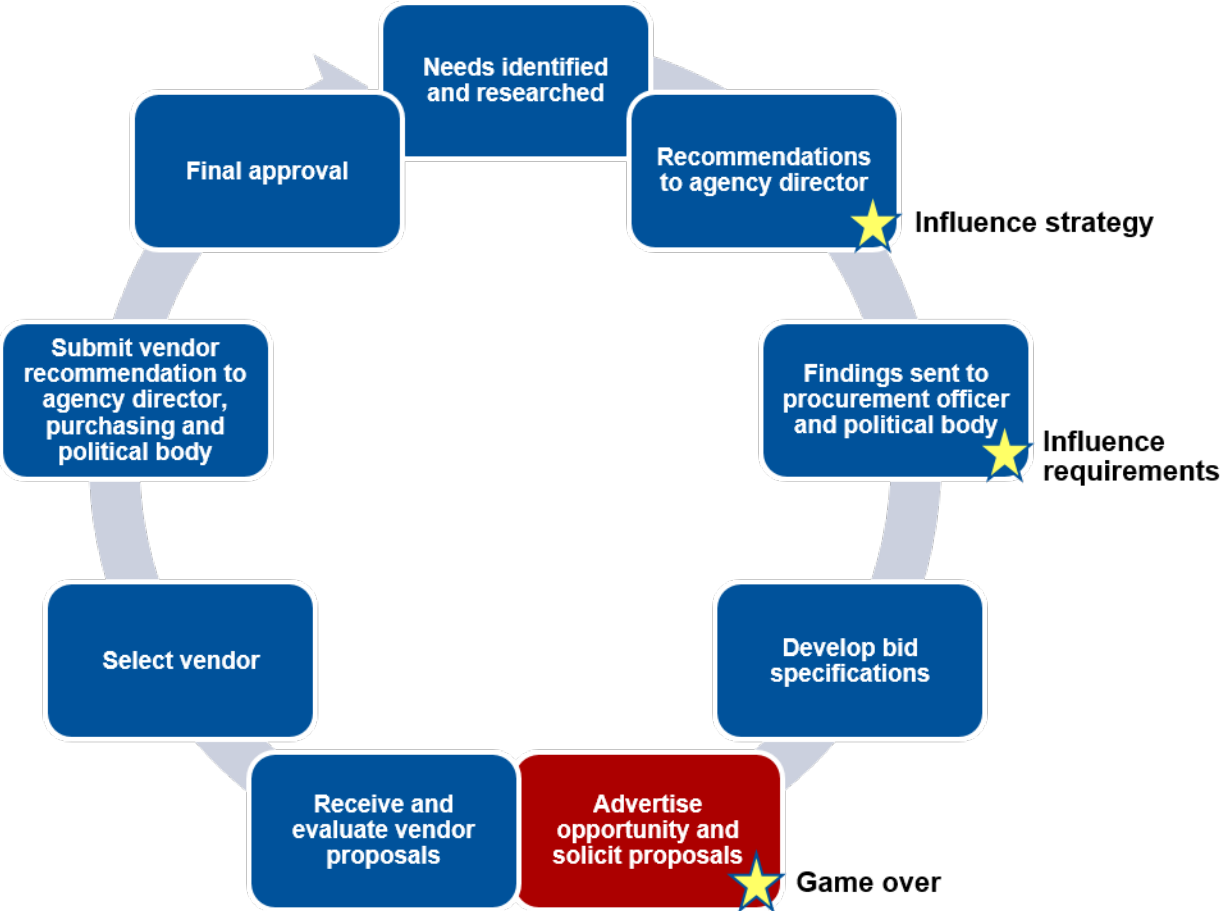 Needs identified
and researched
Recommendations
to agency director
Influence strategy
Findings sent to
procurement officer
and political body
Influence
requirements
Develop bid
specifications
Advertise
opportunity and
solicit proposals
Game over
Receive and
evaluate vendor
proposals
Select vendor
Submit vendor
recommendation to
agency director,
purchasing and
political body
Final approval